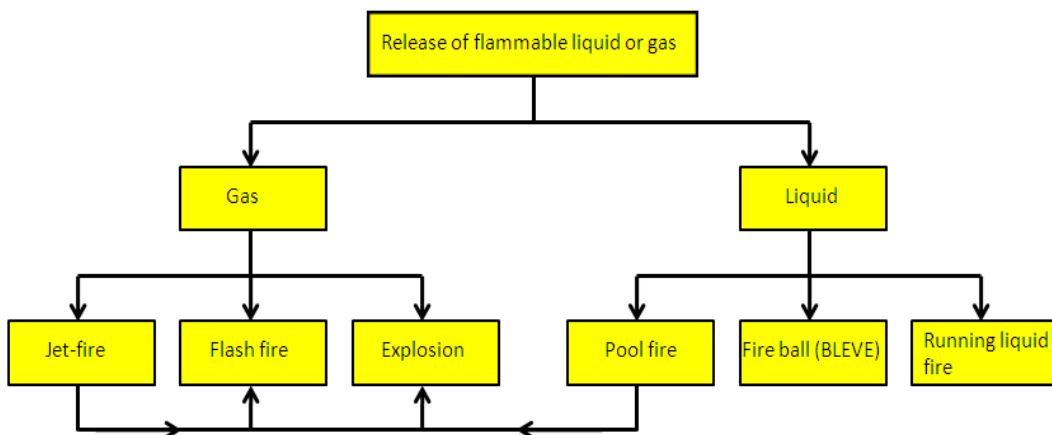 Release of flammable liquid or gas
Gas
Liquid
Jet-fire
Flash fire
Explosion
Pool fire
Fire ball (BLEVE)
Running liquid
fire